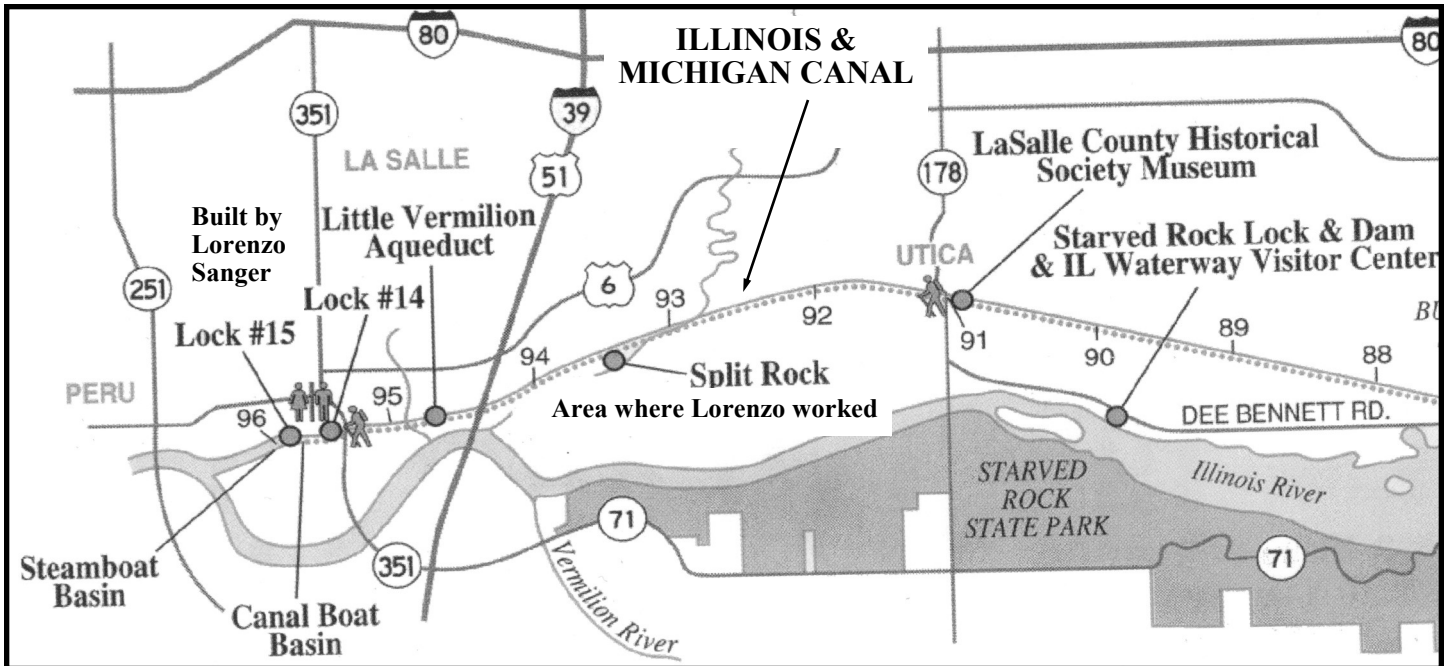 80
ILLINOIS &
MICHIGAN CANAL
80
351
39
LaSalle County Historical
Society Museum
LA SALLE
51
178
Built by
Lorenzo
Sanger
Little Vermilion
Aqueduct
Starved Rock Lock & Dam
& IL Waterway Visitor Center
UTICA
251
6
Lock #14
93
92
91
90
89
88
BU
Lock #15
94
Split Rock
PERU
95
96
Area where Lorenzo worked
DEE BENNETT RD.
STARVED
ROCK
STATE PARK
Illinois River
71
71
Steamboat
Basin
351
Canal Boat
Basin
Vermilion River